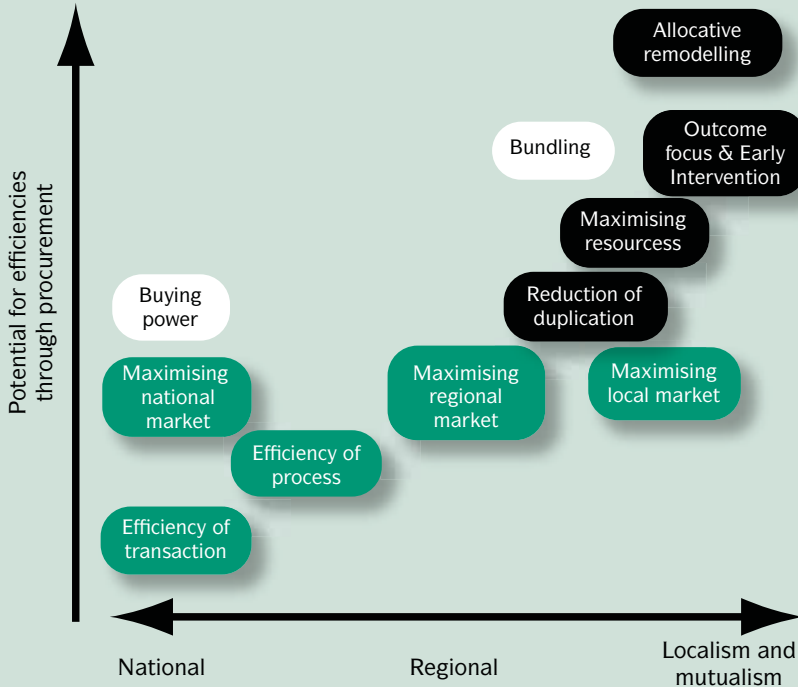 Allocative
remodelling
Outcome
focus & Early
Intervention
Bundling
Maximising
resourcess
Reduction of
duplication
Buying
power
Maximising
national
market
Maximising
regional
market
Maximising
local market
Efficiency of
process
Efficiency of
transaction
Potential for efficiencies
through procurement
National
Regional
Localism and
mutualism